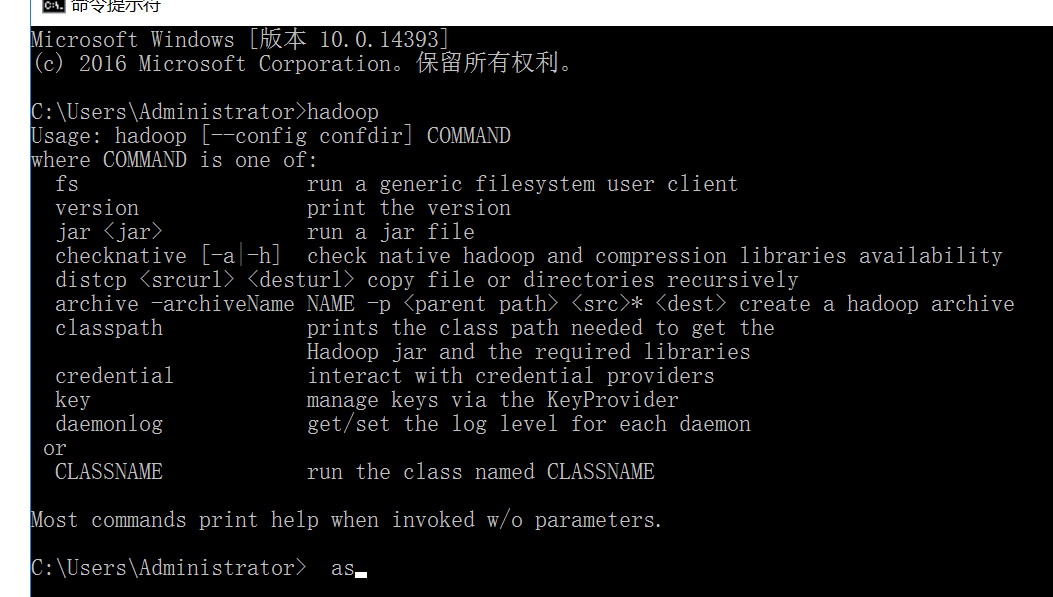 命令提示符
Microsoft Windows [版本 10.0.14393]
(c) 2016 Microsoft Corporation。保留所有权利。
C:\Users\Administrator>hadoop
Usage: hadoop [--config confdir] COMMAND
where COMMAND is one of:
fs run a generic filesystem user client
version print the version
jar <jar> run a jar file
checknative [-a|-h] check native hadoop and compression libraries availability
distcp <srcurl> <desturl> copy file or directories recursively
archive -archiveName NAME -p <parent path> <src>* <dest> create a hadoop archive
classpath prints the class path needed to get the
Hadoop jar and the required libraries
credential interact with credential providers
key manage keys via the KeyProvider
daemonlog get/set the log level for each daemon
or
CLASSNAME run the class named CLASSNAME
Most commands print help when invoked w/o parameters.
C:\Users\Administrator> as